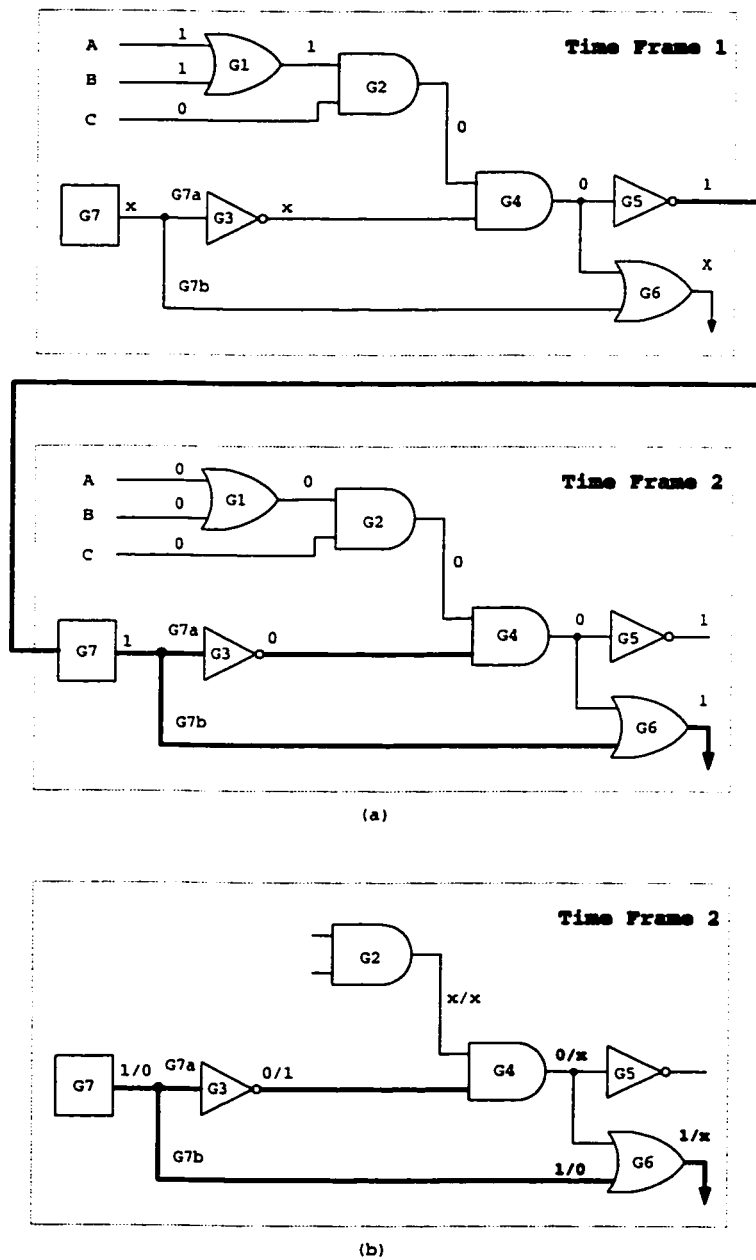 Time Frame 1
A 1
1
B 1
G1
G2
C 0
0
G7 x G7a G3 x
G4 0 G5 1
G7b
G6 X
Time Frame 2
A 0
0
B 0
G1
G2
C 0
0
G7 1 G7a G3 0
G4 0 G5 1
G7b
G6 1
(a)
Time Frame 2
G2
x/x
G7 1/0 G7a G3 0/1
G4 0/x G5
G7b
1/0 G6 1/x
(b)